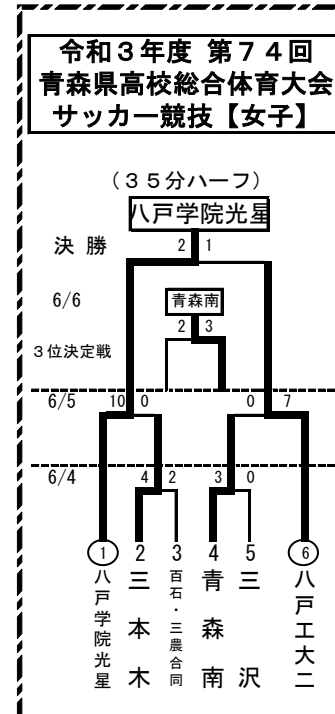 令和３年度 第７４回
青森県高校総合体育大会
サッカー競技【女子】
（３５分ハーフ）
八戸学院光星
決 勝
2 1
6/6
青森南
2 3
３位決定戦
6/5 10 0 0 7
6/4 4 2 3 0
① 2 3 4 5 ⑥
八戸学院光星
三本木
百石・三農合同
青森南
三沢
八戸工大二